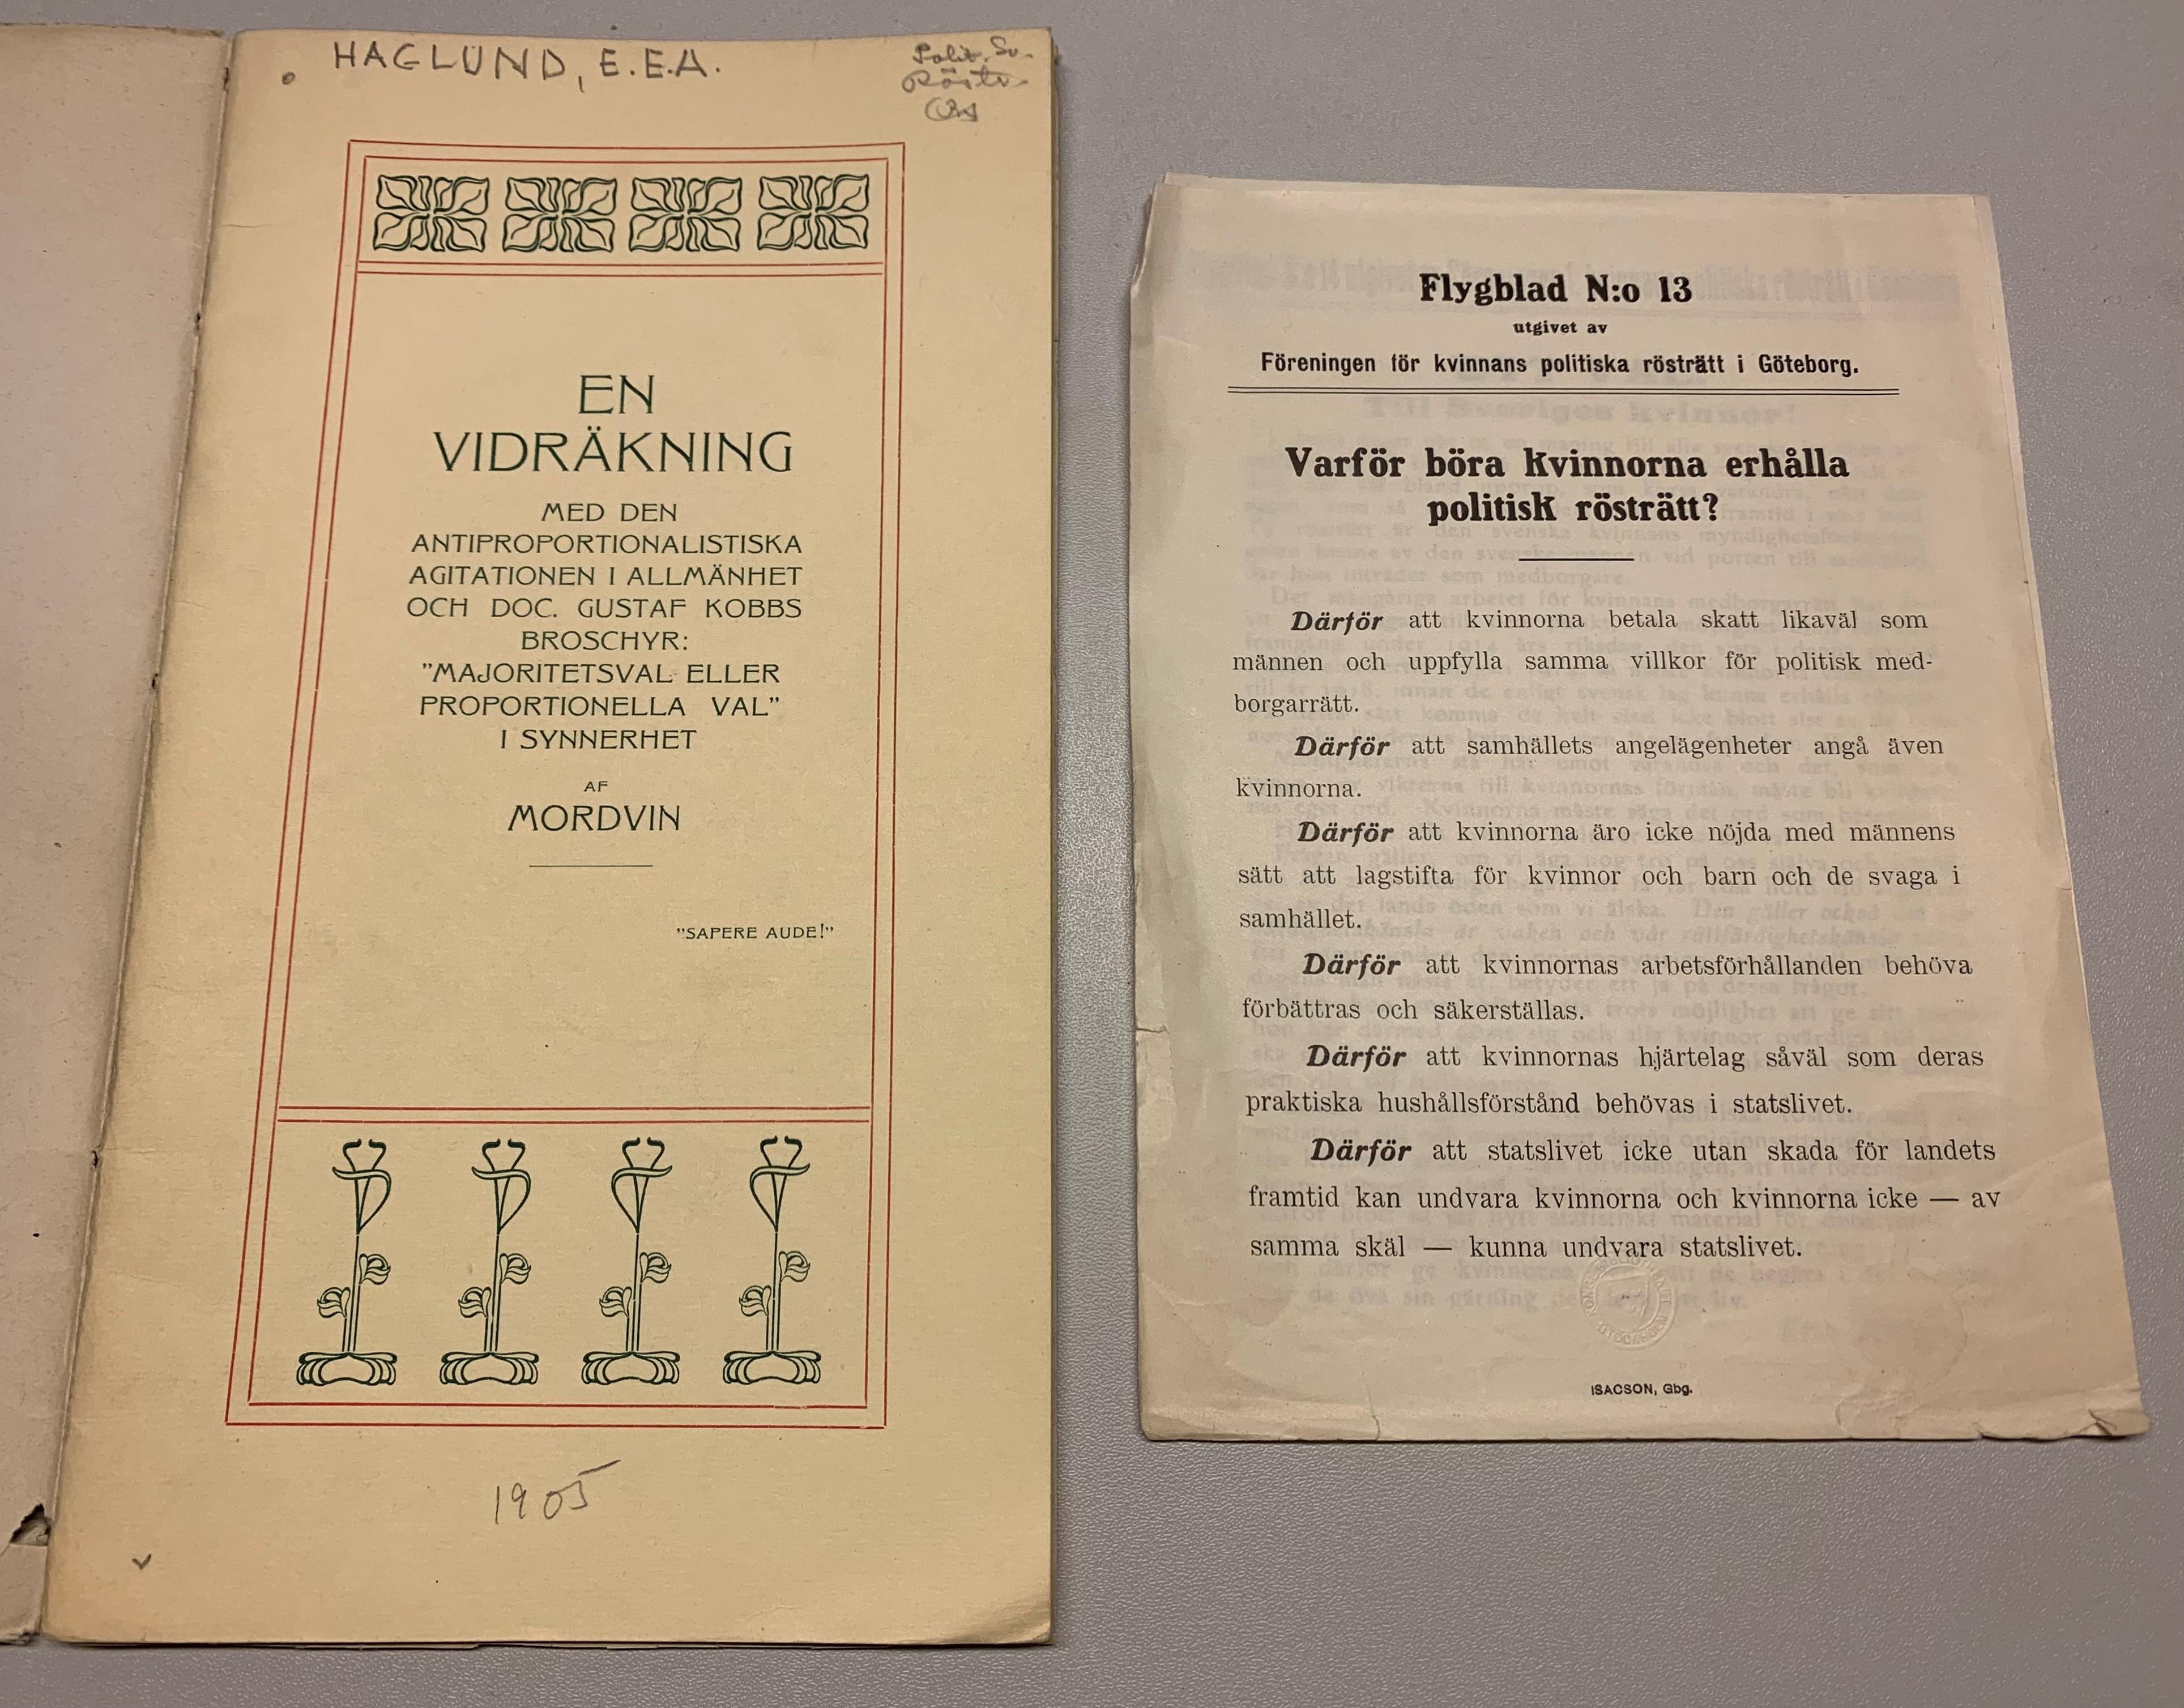 HAGLUND, E.E.A.
Polit. Sv.
Röstr.
EN
VIDRÄKNING
MED DEN
ANTIPROPORTIONALISTISKA
AGITATIONEN I ALLMÄNHET
OCH DOC. GUSTAF KOBBS
BROSCHYR:
"MAJORITETSVAL ELLER
PROPORTIONELLA VAL"
I SYNNERHET
AF
MORDVIN
"SAPERE AUDE!"
1905
Flygblad N:o 13
utgivet av
Föreningen för kvinnans politiska rösträtt i Göteborg.
Varför böra kvinnorna erhålla
politisk rösträtt?
Därför att kvinnorna betala skatt likaväl som
männen och uppfylla samma villkor för politisk med-
borgarrätt.
Därför att samhällets angelägenheter angå även
kvinnorna.
Därför att kvinnorna äro icke nöjda med männens
sätt att lagstifta för kvinnor och barn och de svaga i
samhället.
Därför att kvinnornas arbetsförhållanden behöva
förbättras och säkerställas.
Därför att kvinnornas hjärtelag såväl som deras
praktiska hushållsförstånd behövas i statslivet.
Därför att statslivet icke utan skada för landets
framtid kan undvara kvinnorna och kvinnorna icke — av
samma skäl — kunna undvara statslivet.
ISACSON, Gbg.